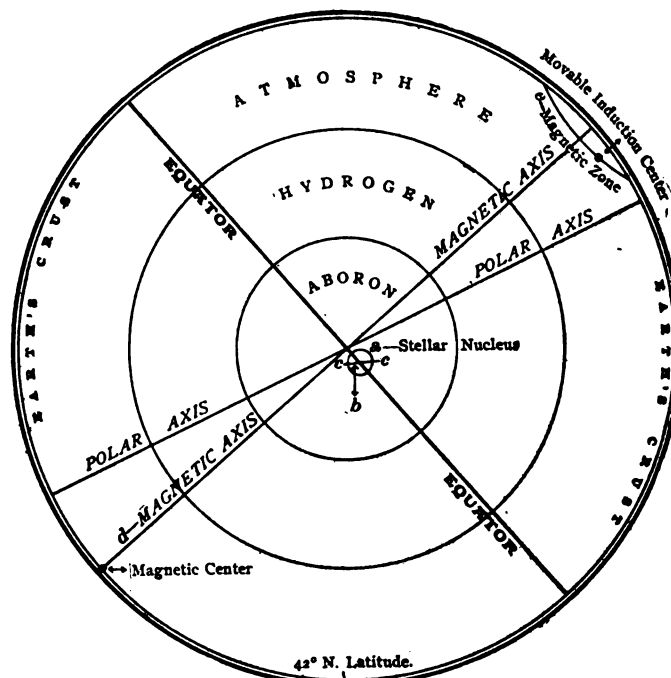 ATMOSPHERE
HYDROGEN
ABORON
EQUATOR
EQUATOR
EARTH'S CRUST
EARTH'S CRUST
Movable Induction Center
e—Magnetic Zone
MAGNETIC AXIS
POLAR AXIS
a—Stellar Nucleus
c
c
b
POLAR AXIS
d—MAGNETIC AXIS
Magnetic Center
42° N. Latitude.